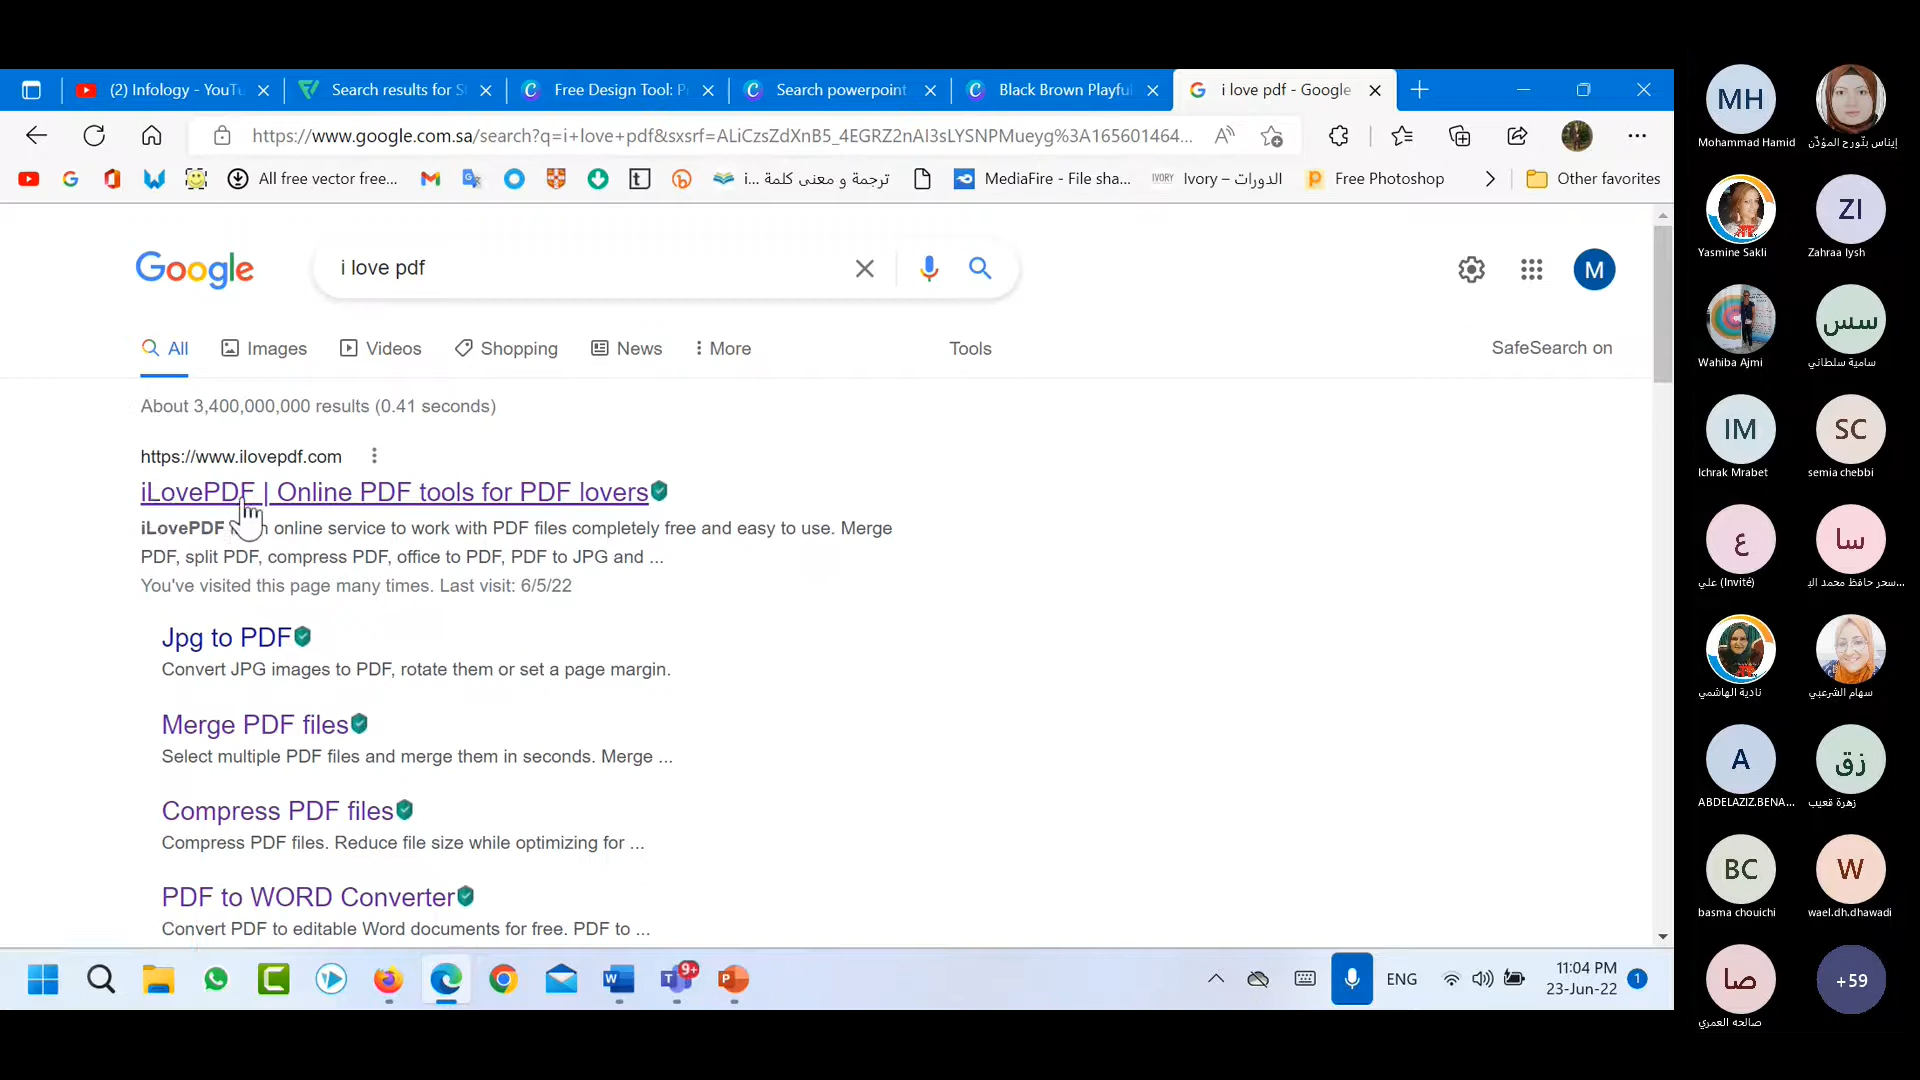 (2) Infology - YouTu
Search results for S
Free Design Tool: P
Search powerpoint
Black Brown Playful
i love pdf - Google
https://www.google.com.sa/search?q=i+love+pdf&sxsrf=ALiCzsZdXnB5_4EGRZ2nAI3sLYSNPMueyg%3A165601464...
All free vector free...
ترجمة و معنى كلمة ...i
MediaFire - File sha...
IVORY
Ivory – الدورات
Free Photoshop
Other favorites
Google
i love pdf
M
All
Images
Videos
Shopping
News
More
Tools
SafeSearch on
About 3,400,000,000 results (0.41 seconds)
https://www.ilovepdf.com
iLovePDF | Online PDF tools for PDF lovers
iLovePDF online service to work with PDF files completely free and easy to use. Merge
PDF, split PDF, compress PDF, office to PDF, PDF to JPG and ...
You've visited this page many times. Last visit: 6/5/22
Jpg to PDF
Convert JPG images to PDF, rotate them or set a page margin.
Merge PDF files
Select multiple PDF files and merge them in seconds. Merge ...
Compress PDF files
Compress PDF files. Reduce file size while optimizing for ...
PDF to WORD Converter
Convert PDF to editable Word documents for free. PDF to ...
9+
ENG
11:04 PM
23-Jun-22
1
MH
Mohammad Hamid
Yasmine Sakli
ZI
Zahraa Iysh
Wahiba Ajmi
سس
سامية سلطاني
IM
Ichrak Mrabet
SC
semia chebbi
ع
علي (Invité)
سا
سحر حافظ محمد الب...
نادية الهاشمي
سهام الشرعبي
A
ABDELAZIZ.BENA...
زق
زهرة قعيب
BC
basma chouichi
W
wael.dh.dhawadi
صا
صالحه العمري
+59